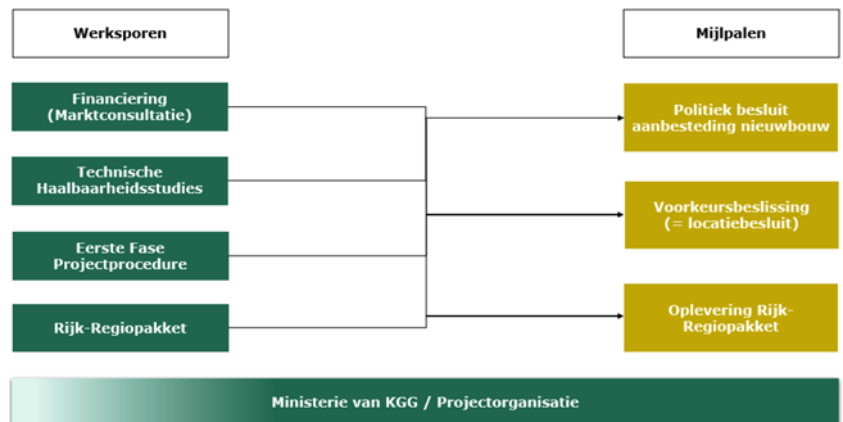 Werksporen
Mijlpalen
Financiering
(Marktconsultatie)
Technische
Haalbaarheidsstudies
Eerste Fase
Projectprocedure
Rijk-Regiopakket
Politiek besluit
aanbesteding nieuwbouw
Voorkeursbeslissing
(= locatiebesluit)
Oplevering Rijk-
Regiopakket
Ministerie van KGG / Projectorganisatie